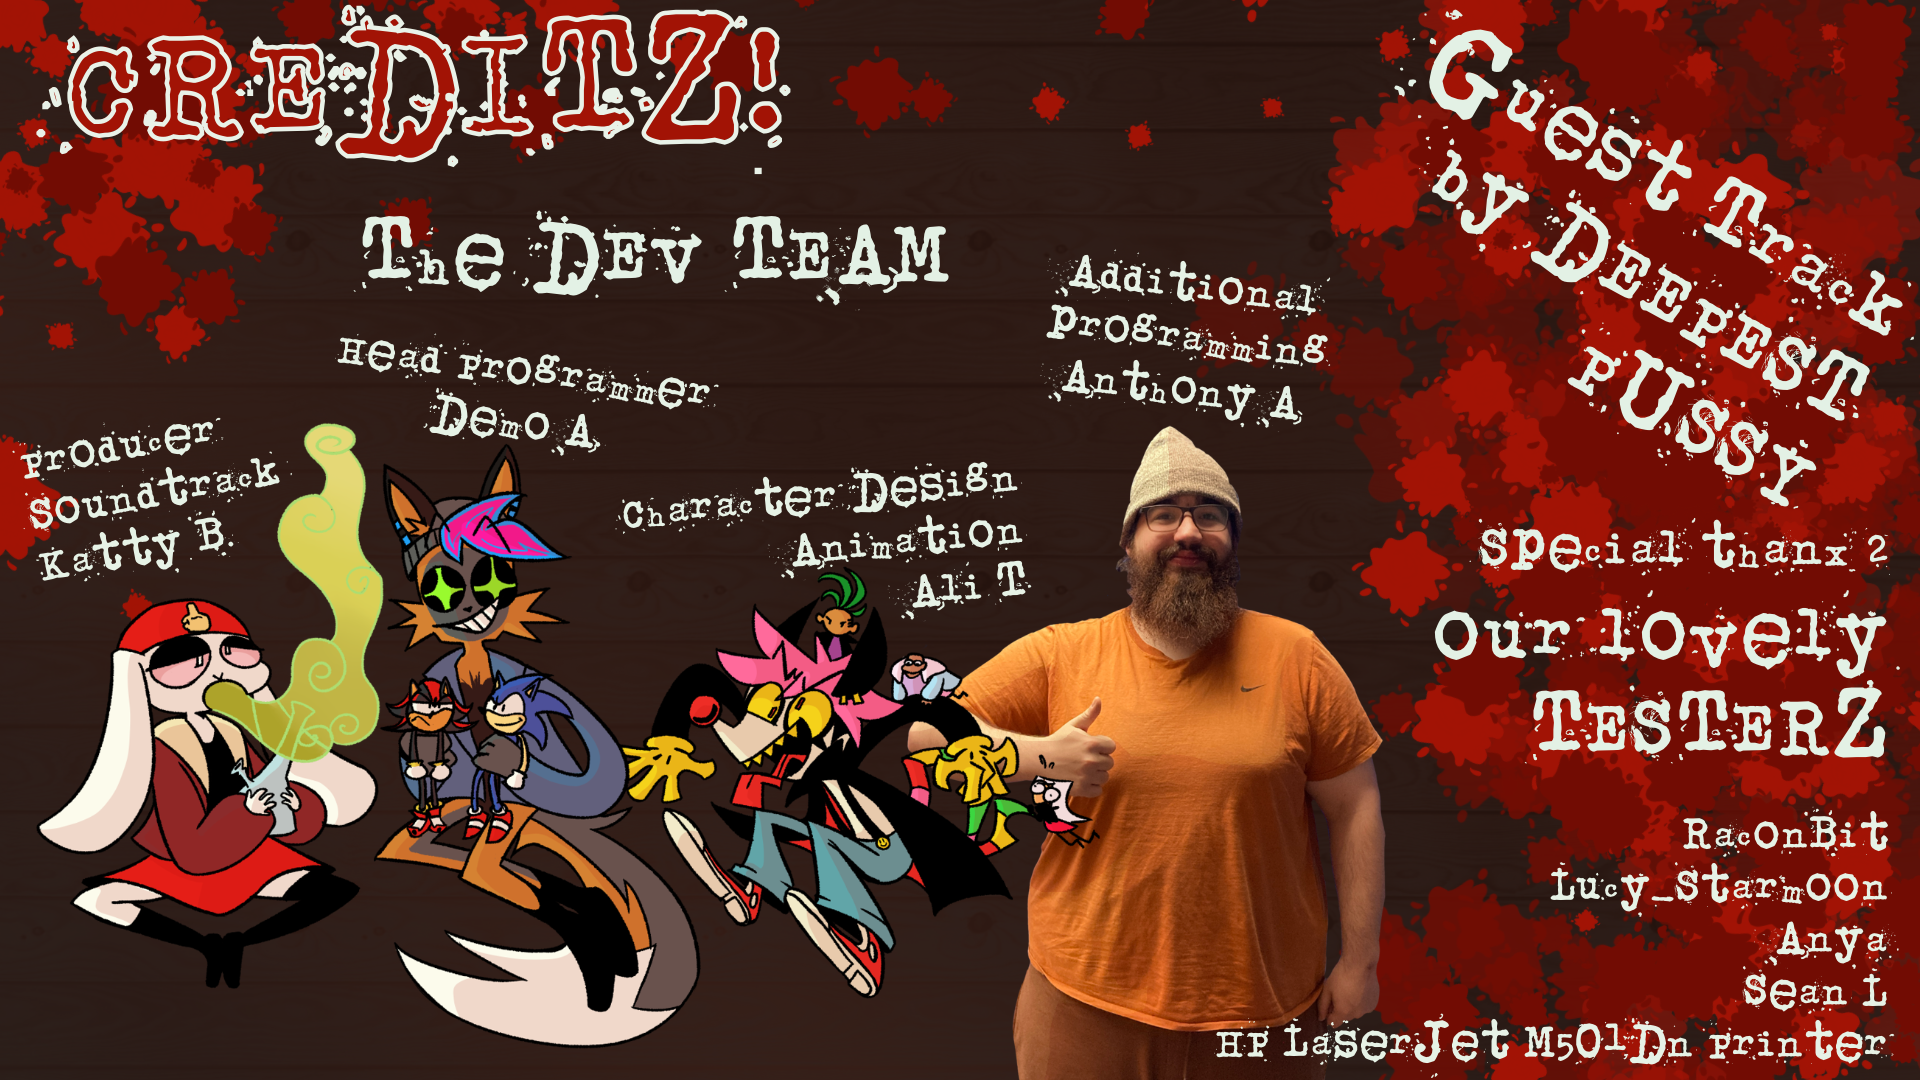 CREDITZ!
The DEV TEAM
Head Programmer
Demo A
Producer
Soundtrack
Katty B.
Character Design
Animation
Ali T
Additional
Programming
Anthony A
Guest Track
by DEEPEST
PUSSY
Special thanx 2
our lovely
TESTERZ
RaconBit
Lucy_Starmoon
Anya
Sean L
HP LaserJet M501Dn Printer